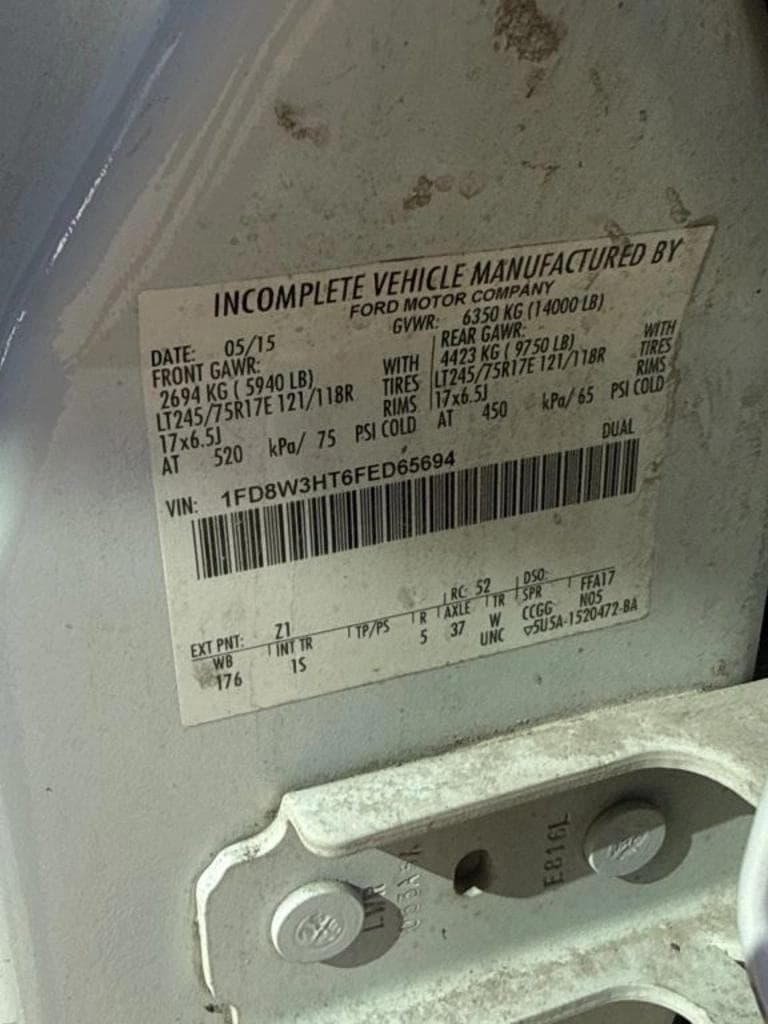 INCOMPLETE VEHICLE MANUFACTURED BY
FORD MOTOR COMPANY
DATE: 05/15 GVWR: 6350 KG (14000 LB)
FRONT GAWR: REAR GAWR:
2694 KG ( 5940 LB) WITH 4423 KG ( 9750 LB) WITH
LT245/75R17E 121/118R TIRES LT245/75R17E 121/118R TIRES
17x6.5J RIMS 17x6.5J RIMS
AT 520 kPa/ 75 PSI COLD AT 450 kPa/ 65 PSI COLD
DUAL
VIN: 1FD8W3HT6FED65694
EXT PNT: Z1 RC: 52 DSO:
WB INT TR TP/PS R AXLE TR SPR FFA17
176 1S 5 37 W CCGG N05
UNC ▽5U5A-1520472-BA
E816L
LWR